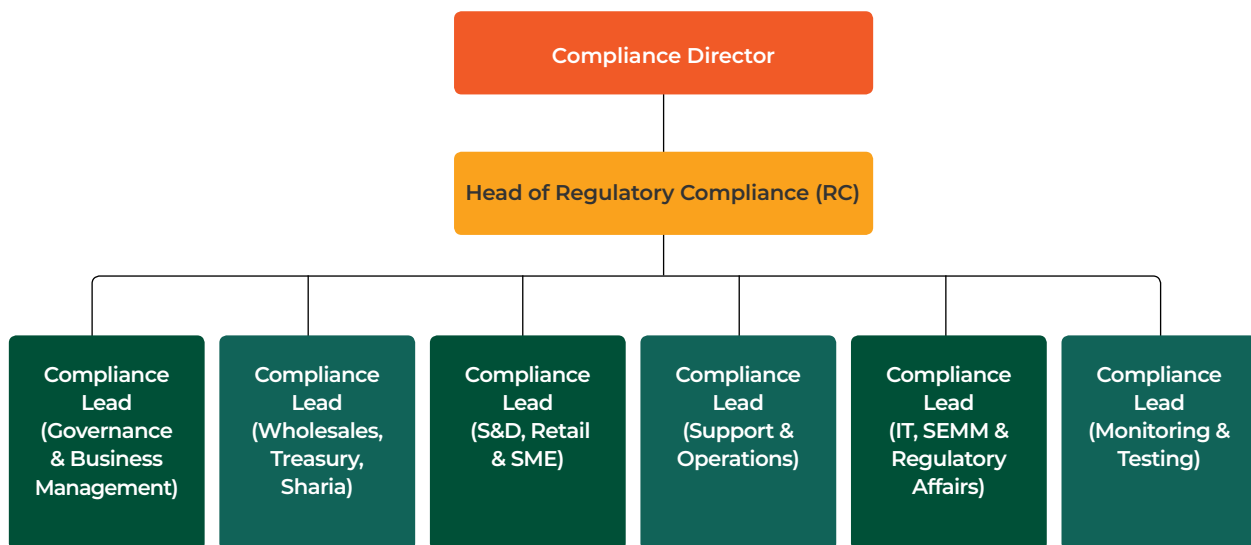 Compliance Director
Head of Regulatory Compliance (RC)
Compliance
Lead
(Governance
& Business
Management)
Compliance
Lead
(Wholesales,
Treasury,
Sharia)
Compliance
Lead
(S&D, Retail
& SME)
Compliance
Lead
(Support &
Operations)
Compliance
Lead
(IT, SEMM &
Regulatory
Affairs)
Compliance
Lead
(Monitoring &
Testing)